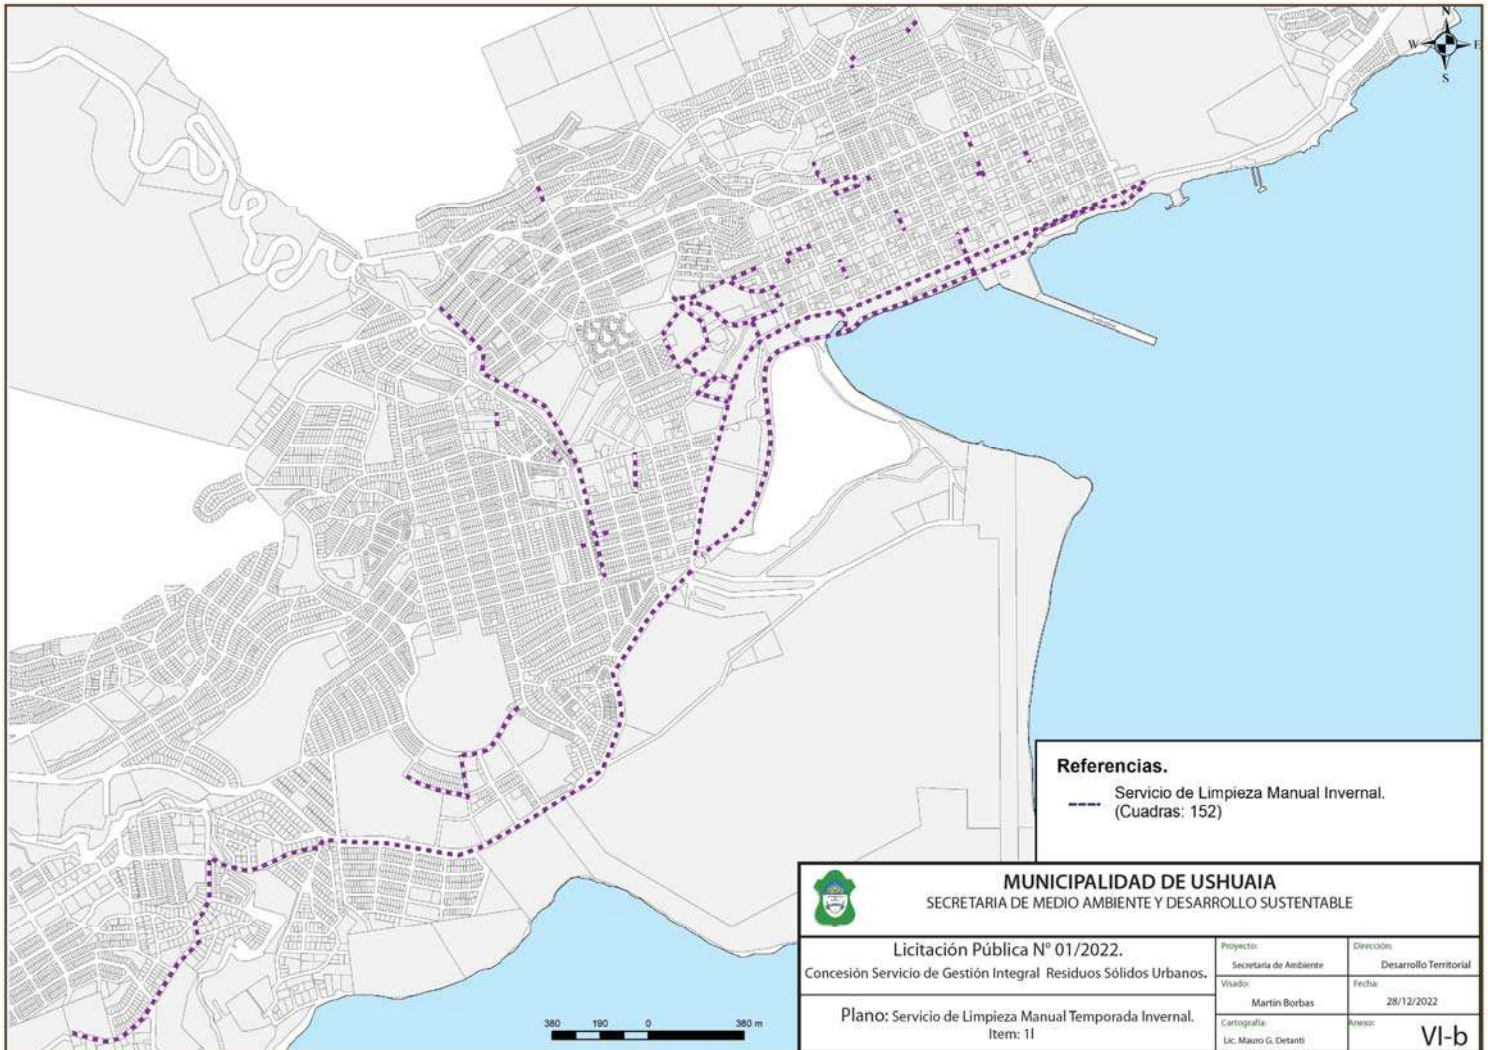 N
W
E
S
Referencias.
Servicio de Limpieza Manual Invernal.
(Cuadras: 152)
MUNICIPALIDAD DE USHUAIA
SECRETARIA DE MEDIO AMBIENTE Y DESARROLLO SUSTENTABLE
Licitación Pública N° 01/2022.
Concesión Servicio de Gestión Integral Residuos Sólidos Urbanos.
Plano: Servicio de Limpieza Manual Temporada Invernal.
Item: 1I
Proyecto:
Secretaria de Ambiente
Dirección:
Desarrollo Territorial
Visado:
Martin Borbas
Fecha:
28/12/2022
Cartografía:
Lic. Mauro G. Detanti
Anexo:
VI-b
380 190 0 380 m